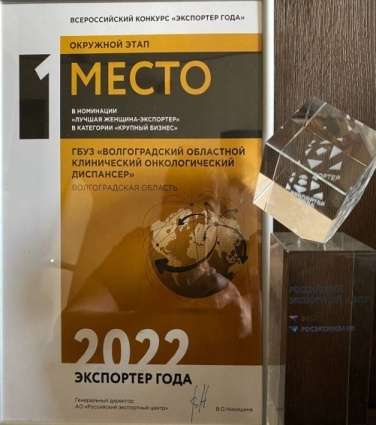 ВСЕРОССИЙСКИЙ КОНКУРС «ЭКСПОРТЕР ГОДА»
ОКРУЖНОЙ ЭТАП
1 МЕСТО
В НОМИНАЦИИ
«ЛУЧШАЯ ЖЕНЩИНА-ЭКСПОРТЕР»
В КАТЕГОРИИ «КРУПНЫЙ БИЗНЕС»
ГБУЗ «ВОЛГОГРАДСКИЙ ОБЛАСТНОЙ
КЛИНИЧЕСКИЙ ОНКОЛОГИЧЕСКИЙ
ДИСПАНСЕР»
ВОЛГОГРАДСКАЯ ОБЛАСТЬ
2022
ЭКСПОРТЕР ГОДА
Генеральный директор
АО «Российский экспортный центр»
В.О.Никишина
РОССИЙСКИЙ
ЭКСПОРТНЫЙ ЦЕНТР
РОСЭКСИМБАНК